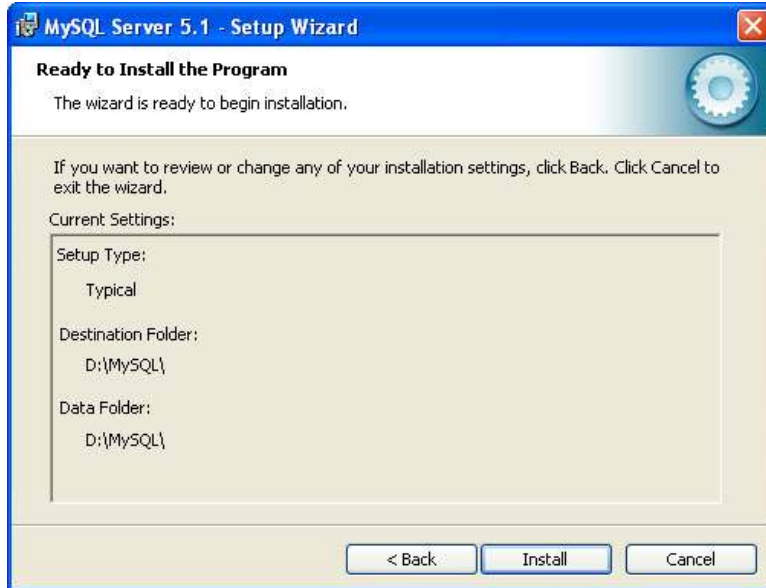 MySQL Server 5.1 - Setup Wizard
Ready to Install the Program
The wizard is ready to begin installation.
If you want to review or change any of your installation settings, click Back. Click Cancel to
exit the wizard.
Current Settings:
Setup Type:
Typical
Destination Folder:
D:\MySQL\
Data Folder:
D:\MySQL\
< Back Install Cancel